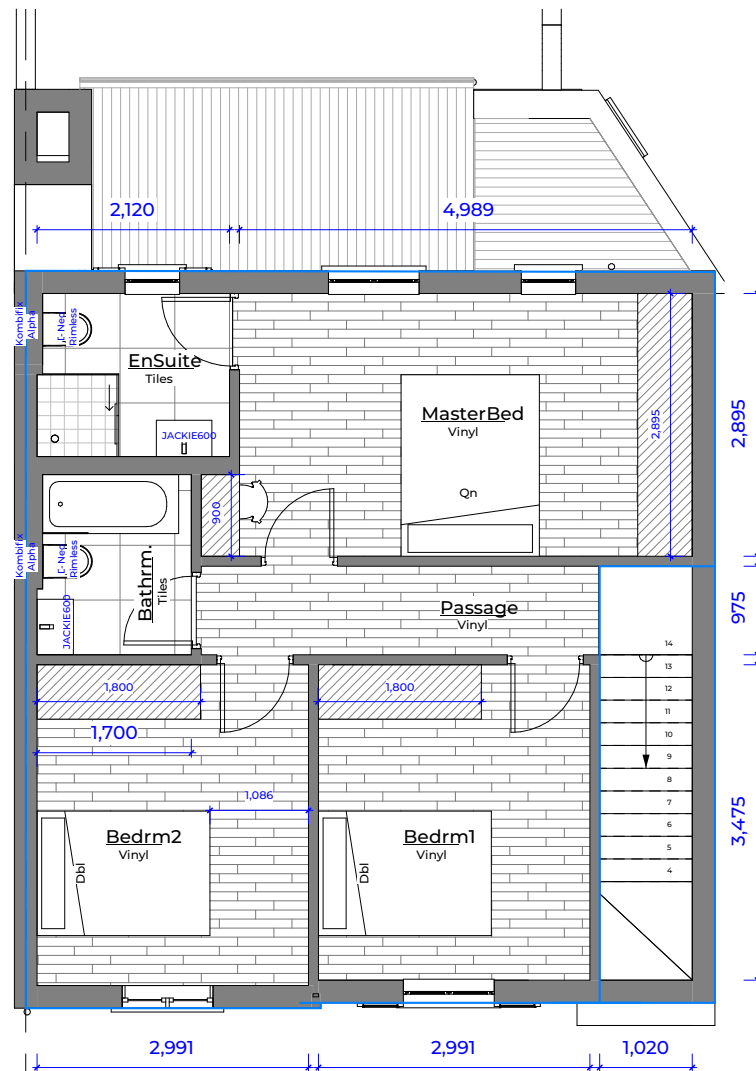 2,120
4,989
Kombifix
Alpha
Rimless
EnSuite
Tiles
MasterBed
Vinyl
2,895
2,895
JACKIE600
Qn
900
Kombifix
Alpha
Rimless
Bathrm.
Tiles
JACKIE600
Passage
Vinyl
975
14
13
12
11
10
9
8
7
6
5
4
1,800
1,800
1,700
1,086
3,475
Bedrm2
Vinyl
Dbl
Bedrm1
Vinyl
Dbl
2,991
2,991
1,020